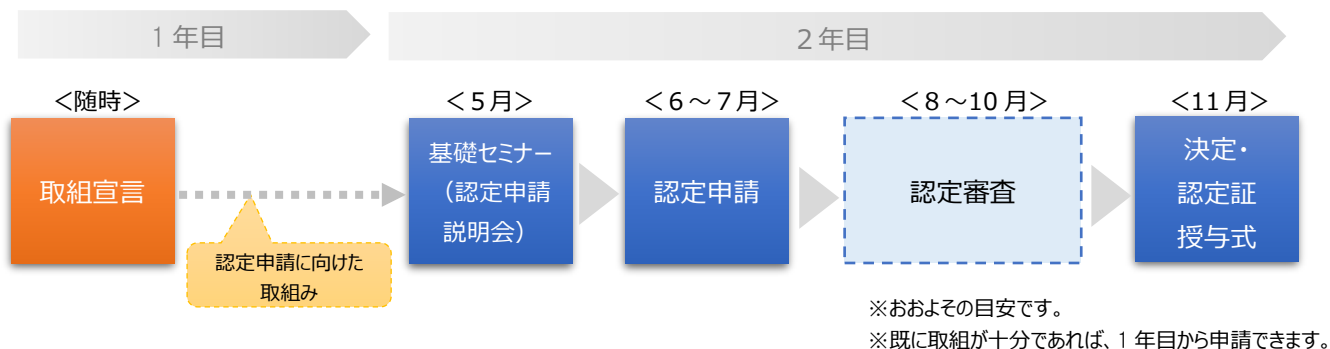 １年目
２年目
＜随時＞
＜５月＞
＜６～７月＞
＜８～10 月＞
＜11 月＞
取組宣言
基礎セミナー
（認定申請
説明会）
認定申請
認定審査
決定・
認定証
授与式
認定申請に向けた
取組み
※おおよその目安です。
※既に取組が十分であれば、１年目から申請できます。